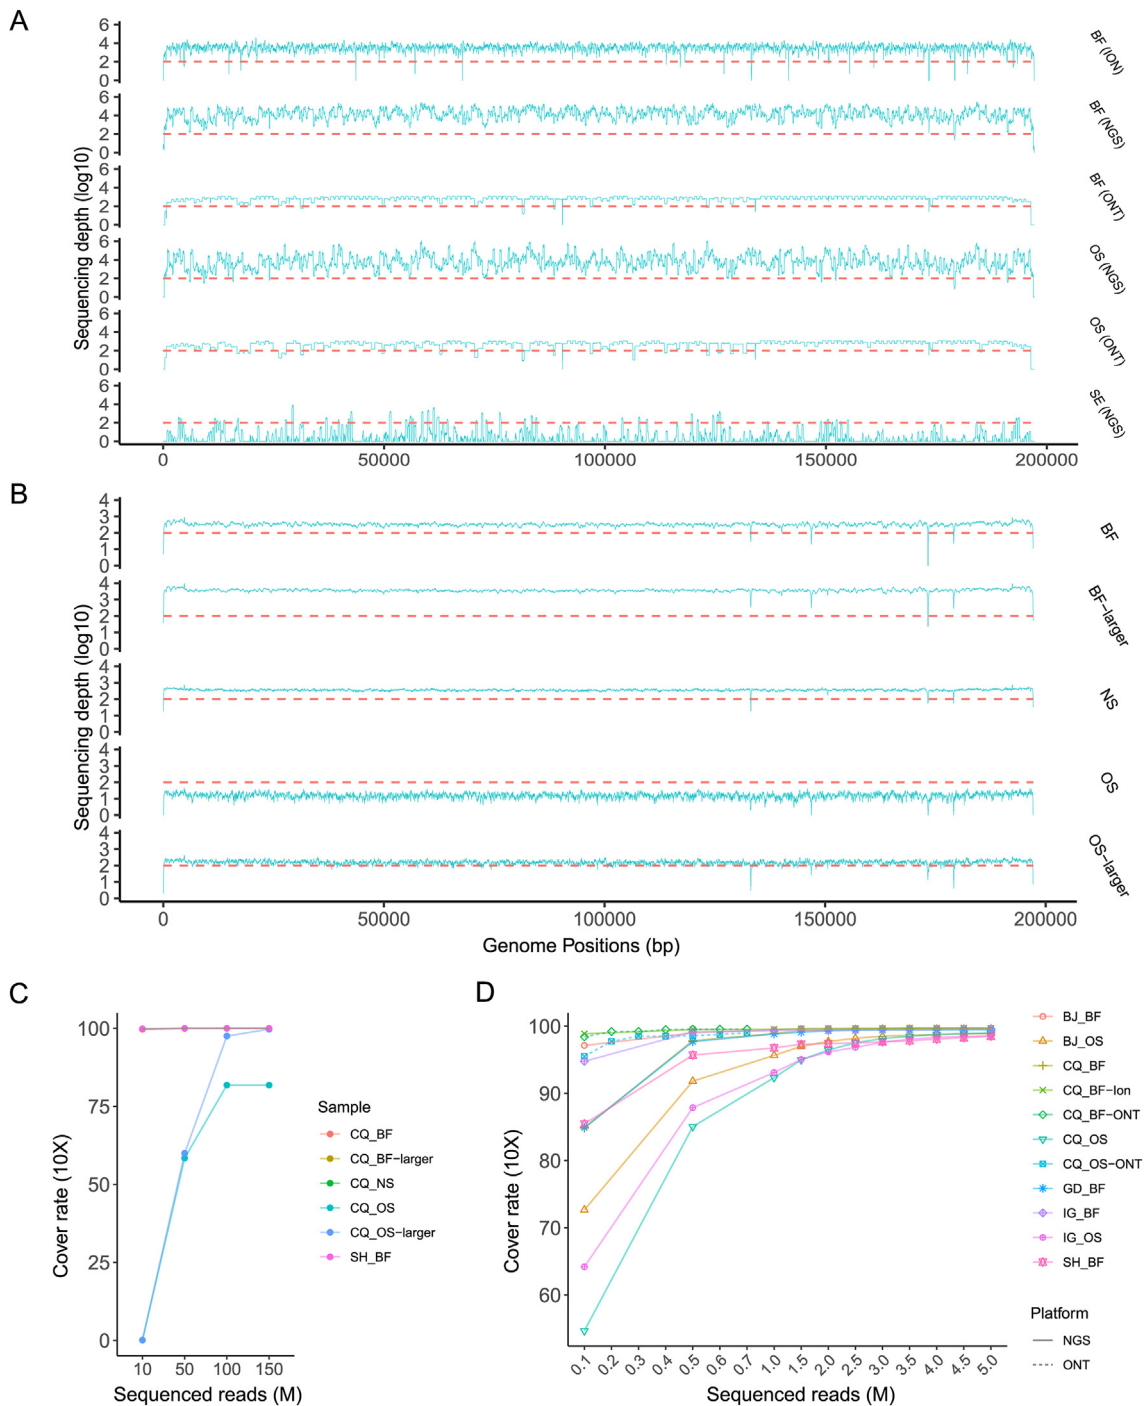 A
6
4
2
0
BF (ION)
6
4
2
0
BF (NGS)
6
4
2
0
BF (ONT)
6
4
2
0
OS (NGS)
6
4
2
0
OS (ONT)
6
4
2
0
SE (NGS)
Sequencing depth (log10)
0 50000 100000 150000 200000
B
4
3
2
1
0
BF
4
3
2
1
0
BF-larger
4
3
2
1
0
NS
4
3
2
1
0
OS
4
3
2
1
0
OS-larger
Sequencing depth (log10)
0 50000 100000 150000 200000
Genome Positions (bp)
C
100
75
50
25
0
Cover rate (10X)
10 50 100 150
Sequenced reads (M)
Sample
CQ_BF
CQ_BF-larger
CQ_NS
CQ_OS
CQ_OS-larger
SH_BF
D
100
90
80
70
60
Cover rate (10X)
0.1 0.2 0.3 0.4 0.5 0.6 0.7 1.0 1.5 2.0 2.5 3.0 3.5 4.0 4.5 5.0
Sequenced reads (M)
BJ_BF
BJ_OS
CQ_BF
CQ_BF-Ion
CQ_BF-ONT
CQ_OS
CQ_OS-ONT
GD_BF
IG_BF
IG_OS
SH_BF
Platform
NGS
ONT